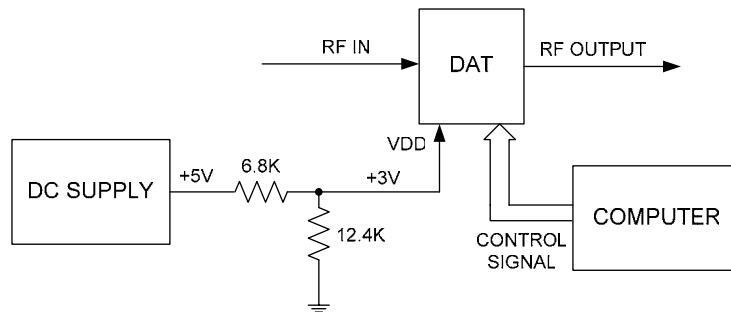 RF IN
DAT
RF OUTPUT
VDD
DC SUPPLY
+5V
6.8K
+3V
12.4K
CONTROL
SIGNAL
COMPUTER